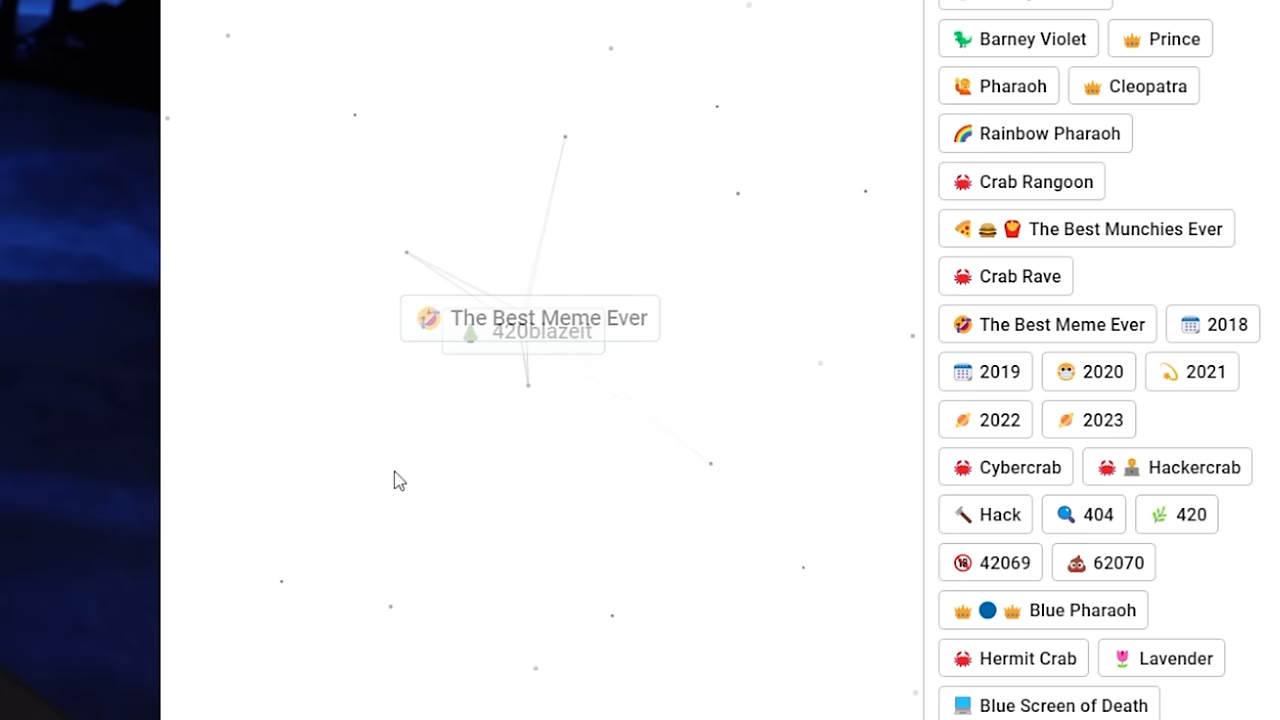 Barney Violet Prince
Pharaoh Cleopatra
Rainbow Pharaoh
Crab Rangoon
The Best Munchies Ever
Crab Rave
The Best Meme Ever
420blazeit
The Best Meme Ever 2018
2019 2020 2021
2022 2023
Cybercrab Hackercrab
Hack 404 420
42069 62070
Blue Pharaoh
Hermit Crab Lavender
Blue Screen of Death